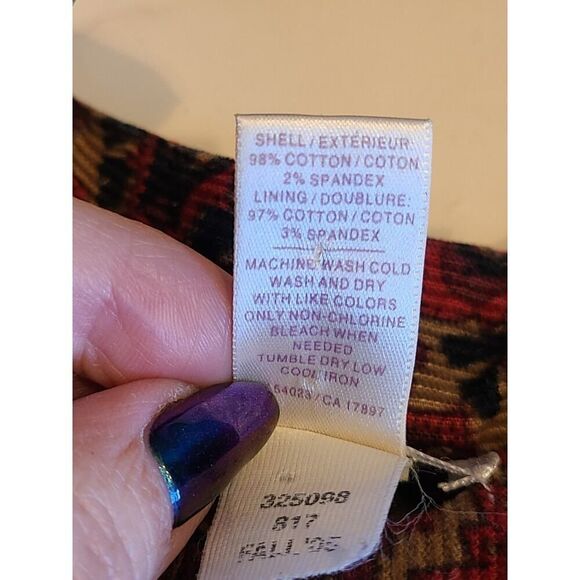 SHELL / EXTÉRIEUR
98% COTTON / COTON
2% SPANDEX
LINING / DOUBLURE:
97% COTTON / COTON
3% SPANDEX
MACHINE WASH COLD
WASH AND DRY
WITH LIKE COLORS
ONLY NON-CHLORINE
BLEACH WHEN
NEEDED
TUMBLE DRY LOW
COOL IRON
54023 / CA 17897
325098
817
FALL '05